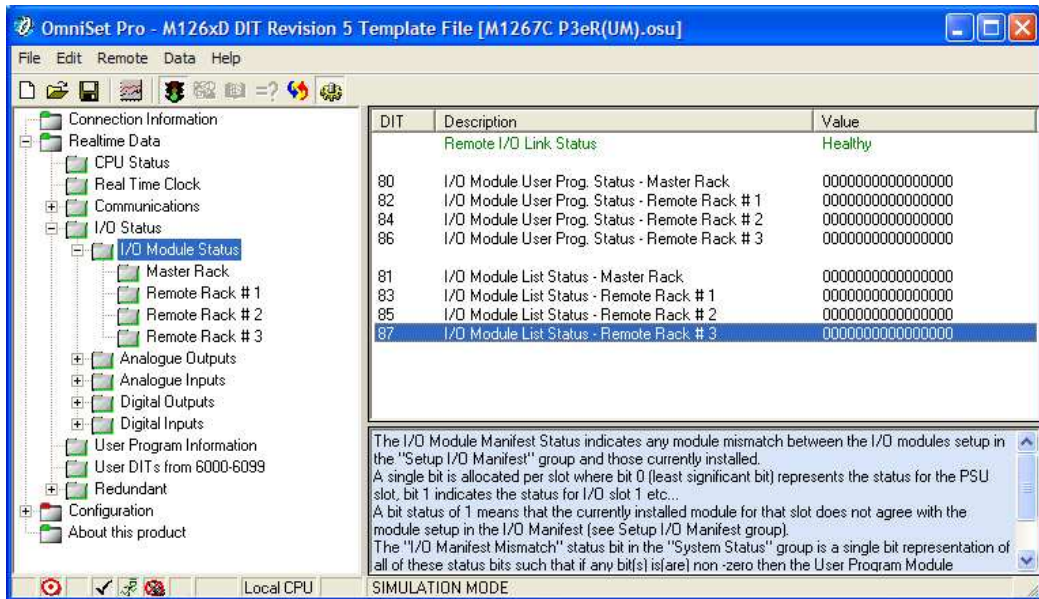 OmniSet Pro - M126xD DIT Revision 5 Template File [M1267C P3eR(UM).osu]
File Edit Remote Data Help
=?
Connection Information
Realtime Data
CPU Status
Real Time Clock
Communications
I/O Status
I/O Module Status
Master Rack
Remote Rack # 1
Remote Rack # 2
Remote Rack # 3
Analogue Outputs
Analogue Inputs
Digital Outputs
Digital Inputs
User Program Information
User DITs from 6000-6099
Redundant
Configuration
About this product
DIT Description Value
Remote I/O Link Status Healthy
80 I/O Module User Prog. Status - Master Rack 0000000000000000
82 I/O Module User Prog. Status - Remote Rack # 1 0000000000000000
84 I/O Module User Prog. Status - Remote Rack # 2 0000000000000000
86 I/O Module User Prog. Status - Remote Rack # 3 0000000000000000
81 I/O Module List Status - Master Rack 0000000000000000
83 I/O Module List Status - Remote Rack # 1 0000000000000000
85 I/O Module List Status - Remote Rack # 2 0000000000000000
87 I/O Module List Status - Remote Rack # 3 0000000000000000
The I/O Module Manifest Status indicates any module mismatch between the I/O modules setup in
the "Setup I/O Manifest" group and those currently installed.
A single bit is allocated per slot where bit 0 (least significant bit) represents the status for the PSU
slot, bit 1 indicates the status for I/O slot 1 etc...
A bit status of 1 means that the currently installed module for that slot does not agree with the
module setup in the I/O Manifest (see Setup I/O Manifest group).
The "I/O Manifest Mismatch" status bit in the "System Status" group is a single bit representation of
all of these status bits such that if any bit(s) is(are) non -zero then the User Program Module
Local CPU SIMULATION MODE